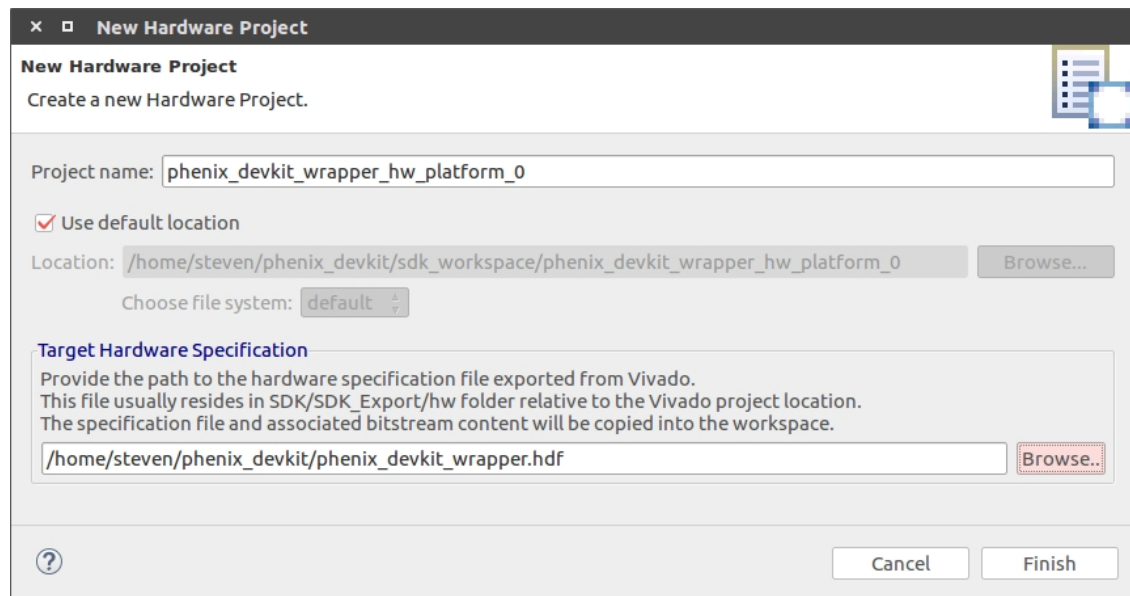 New Hardware Project
New Hardware Project
Create a new Hardware Project.
Project name: phenix_devkit_wrapper_hw_platform_0
Use default location
Location: /home/steven/phenix_devkit/sdk_workspace/phenix_devkit_wrapper_hw_platform_0 Browse...
Choose file system: default
Target Hardware Specification
Provide the path to the hardware specification file exported from Vivado.
This file usually resides in SDK/SDK_Export/hw folder relative to the Vivado project location.
The specification file and associated bitstream content will be copied into the workspace.
/home/steven/phenix_devkit/phenix_devkit_wrapper.hdf Browse..
? Cancel Finish